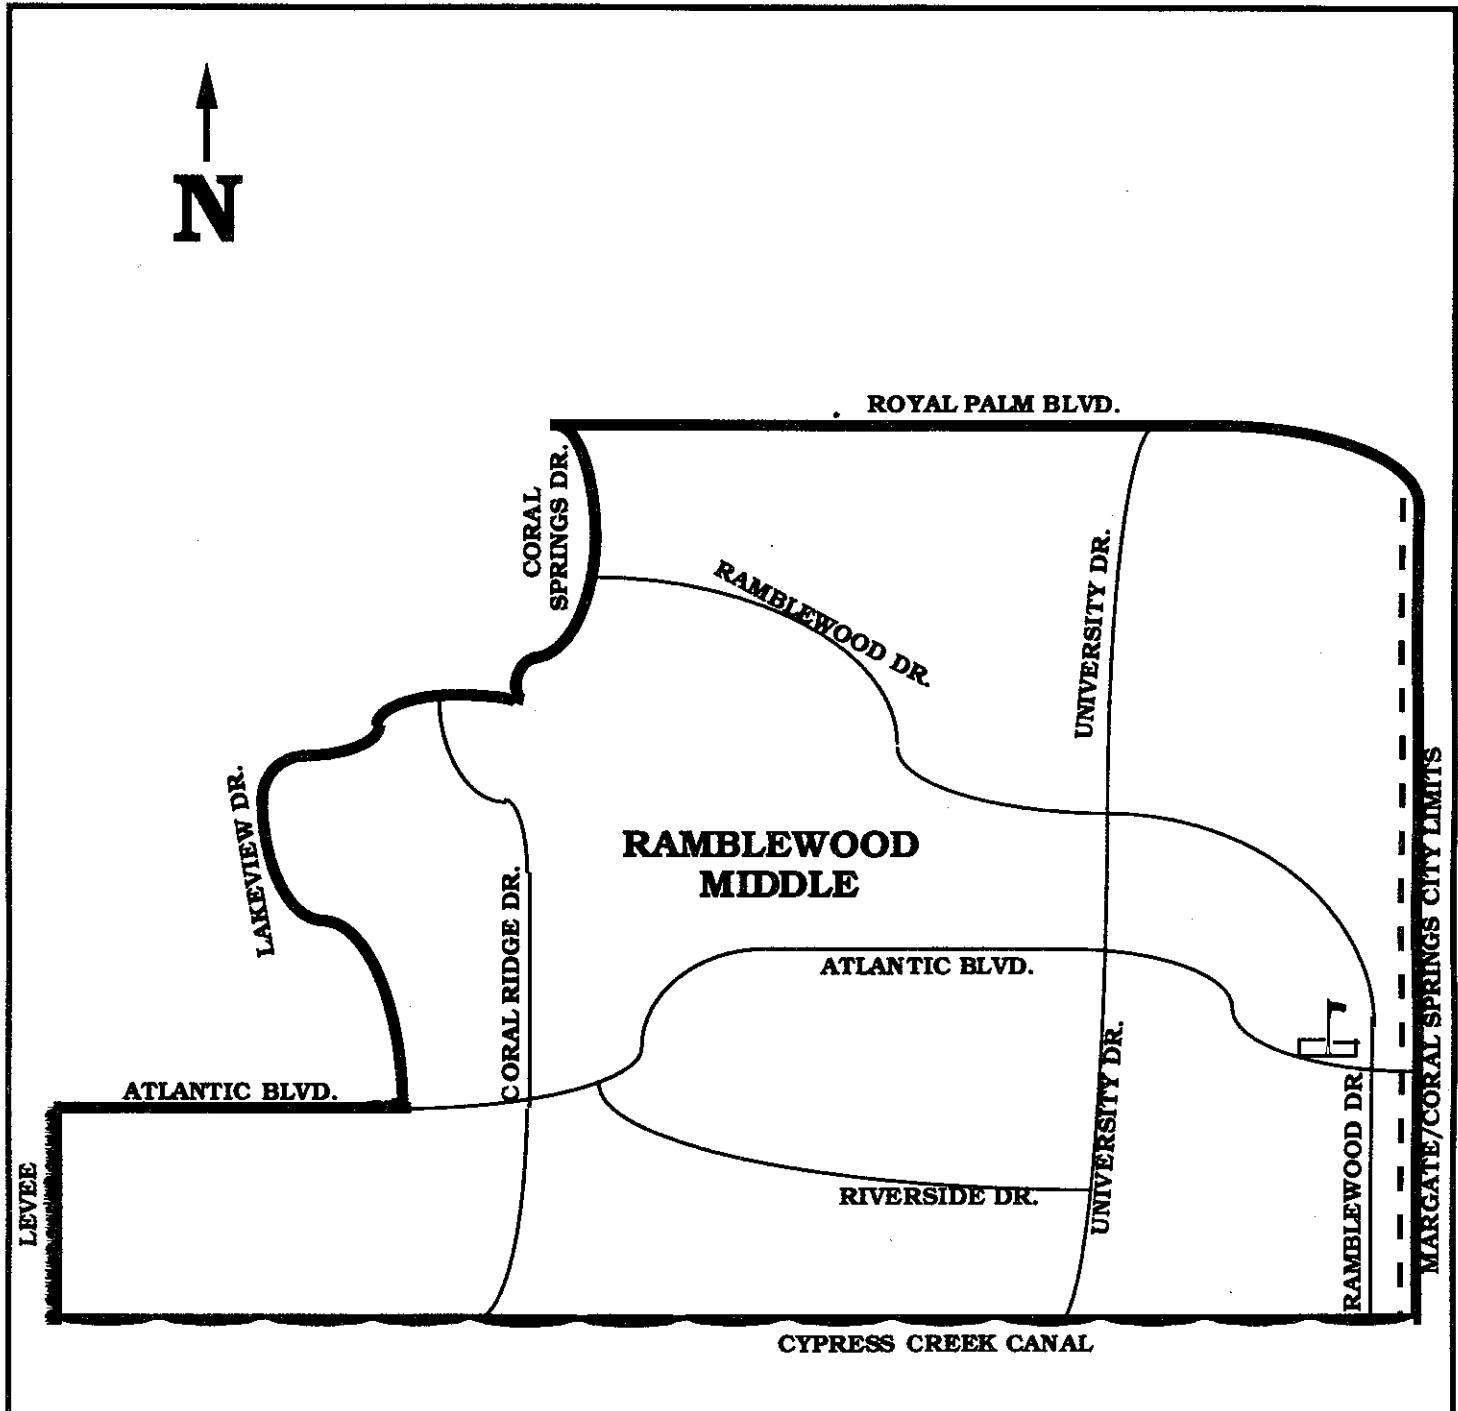 N
ROYAL PALM BLVD.
CORAL
SPRINGS DR.
RAMBLEWOOD DR.
UNIVERSITY DR.
LAKEVIEW DR.
RAMBLEWOOD
MIDDLE
CORAL RIDGE DR.
ATLANTIC BLVD.
MARGATE/CORAL SPRINGS CITY LIMITS
ATLANTIC BLVD.
UNIVERSITY DR.
RAMBLEWOOD DR.
LEVEE
RIVERSIDE DR.
CYPRESS CREEK CANAL